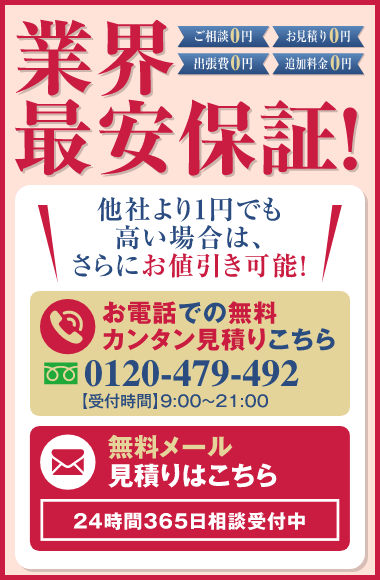 業界
ご相談0円
お見積り0円
出張費0円
追加料金0円
最安保証!
他社より1円でも
高い場合は、
さらにお値引き可能!
お電話での無料
カンタン見積りこちら
0120-479-492
【受付時間】9:00〜21:00
無料メール
見積りはこちら
24時間365日相談受付中